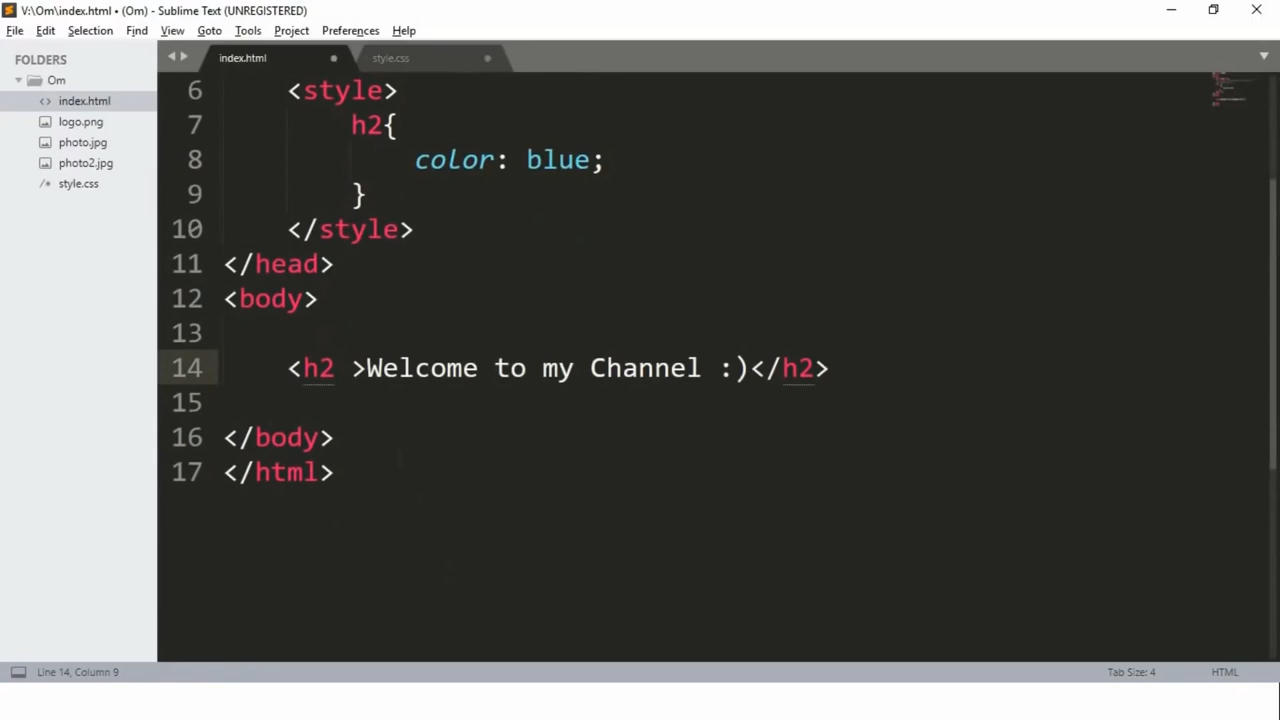 V:\Om\index.html • (Om) - Sublime Text (UNREGISTERED)
File Edit Selection Find View Goto Tools Project Preferences Help
FOLDERS
Om
index.html
logo.png
photo.jpg
photo2.jpg
style.css
index.html
style.css
6 <style>
7 h2{
8 color: blue;
9 }
10 </style>
11 </head>
12 <body>
13
14 <h2 >Welcome to my Channel :)</h2>
15
16 </body>
17 </html>
Line 14, Column 9
Tab Size: 4
HTML